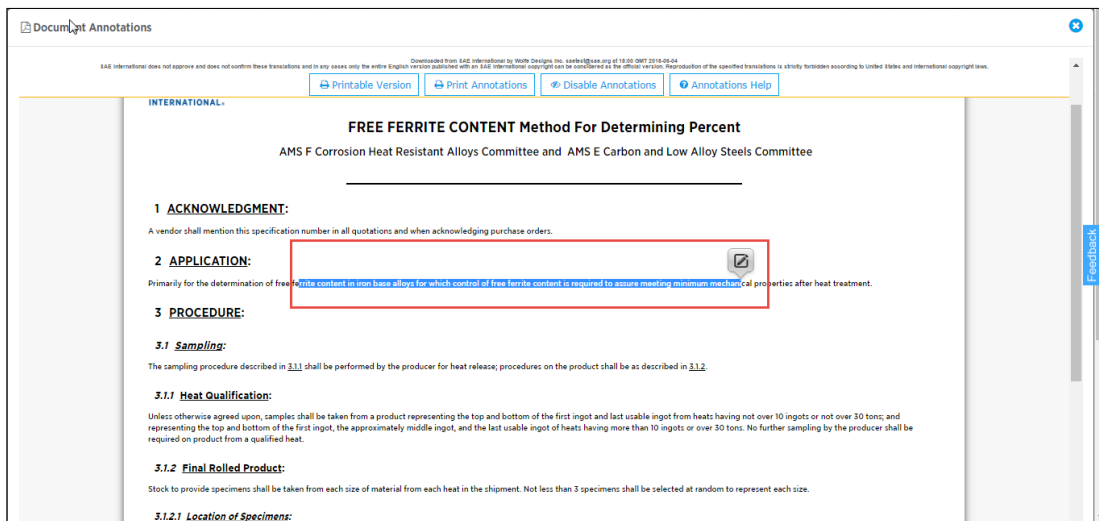 Document Annotations
Downloaded from SAE International by Wolfe Designs Inc. saetest@sae.org at 18:00 GMT 2018-06-04
SAE International does not approve and does not confirm these translations and in any cases only the entire English version published with an SAE International copyright can be considered as the official version. Reproduction of the specified translations is strictly forbidden according to United States and international copyright laws.
Printable Version
Print Annotations
Disable Annotations
Annotations Help
INTERNATIONAL®
FREE FERRITE CONTENT Method For Determining Percent
AMS F Corrosion Heat Resistant Alloys Committee and AMS E Carbon and Low Alloy Steels Committee
1 ACKNOWLEDGMENT:
A vendor shall mention this specification number in all quotations and when acknowledging purchase orders.
2 APPLICATION:
Primarily for the determination of free ferrite content in iron base alloys for which control of free ferrite content is required to assure meeting minimum mechanical properties after heat treatment.
3 PROCEDURE:
3.1 Sampling:
The sampling procedure described in 3.1.1 shall be performed by the producer for heat release; procedures on the product shall be as described in 3.1.2.
3.1.1 Heat Qualification:
Unless otherwise agreed upon, samples shall be taken from a product representing the top and bottom of the first ingot and last usable ingot from heats having not over 10 ingots or not over 30 tons; and
representing the top and bottom of the first ingot, the approximately middle ingot, and the last usable ingot of heats having more than 10 ingots or over 30 tons. No further sampling by the producer shall be
required on product from a qualified heat.
3.1.2 Final Rolled Product:
Stock to provide specimens shall be taken from each size of material from each heat in the shipment. Not less than 3 specimens shall be selected at random to represent each size.
3.1.2.1 Location of Specimens:
Feedback